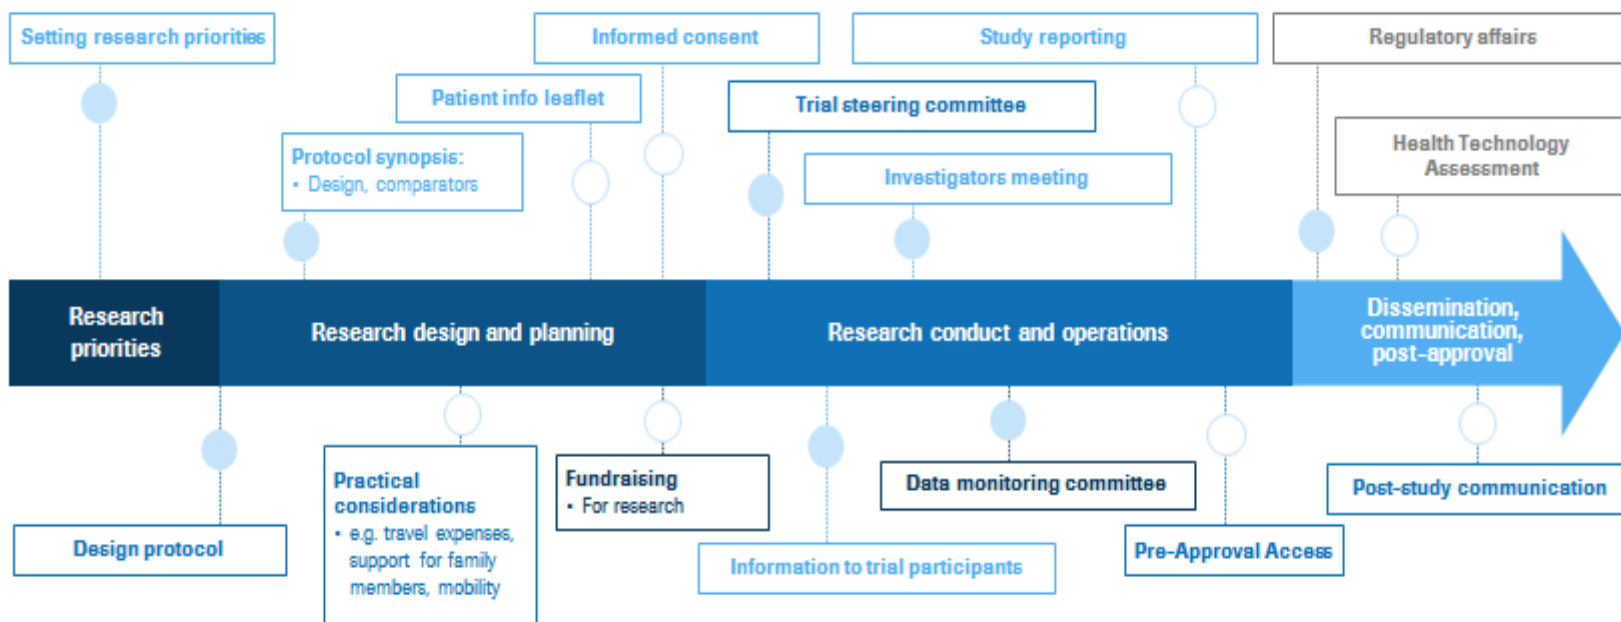 Setting research priorities
Informed consent
Study reporting
Regulatory affairs
Patient info leaflet
Trial steering committee
Protocol synopsis:
• Design, comparators
Investigators meeting
Health Technology
Assessment
Research
priorities
Research design and planning
Research conduct and operations
Dissemination,
communication,
post-approval
Design protocol
Practical
considerations
• e.g. travel expenses,
support for family
members, mobility
Fundraising
• For research
Information to trial participants
Data monitoring committee
Pre-Approval Access
Post-study communication